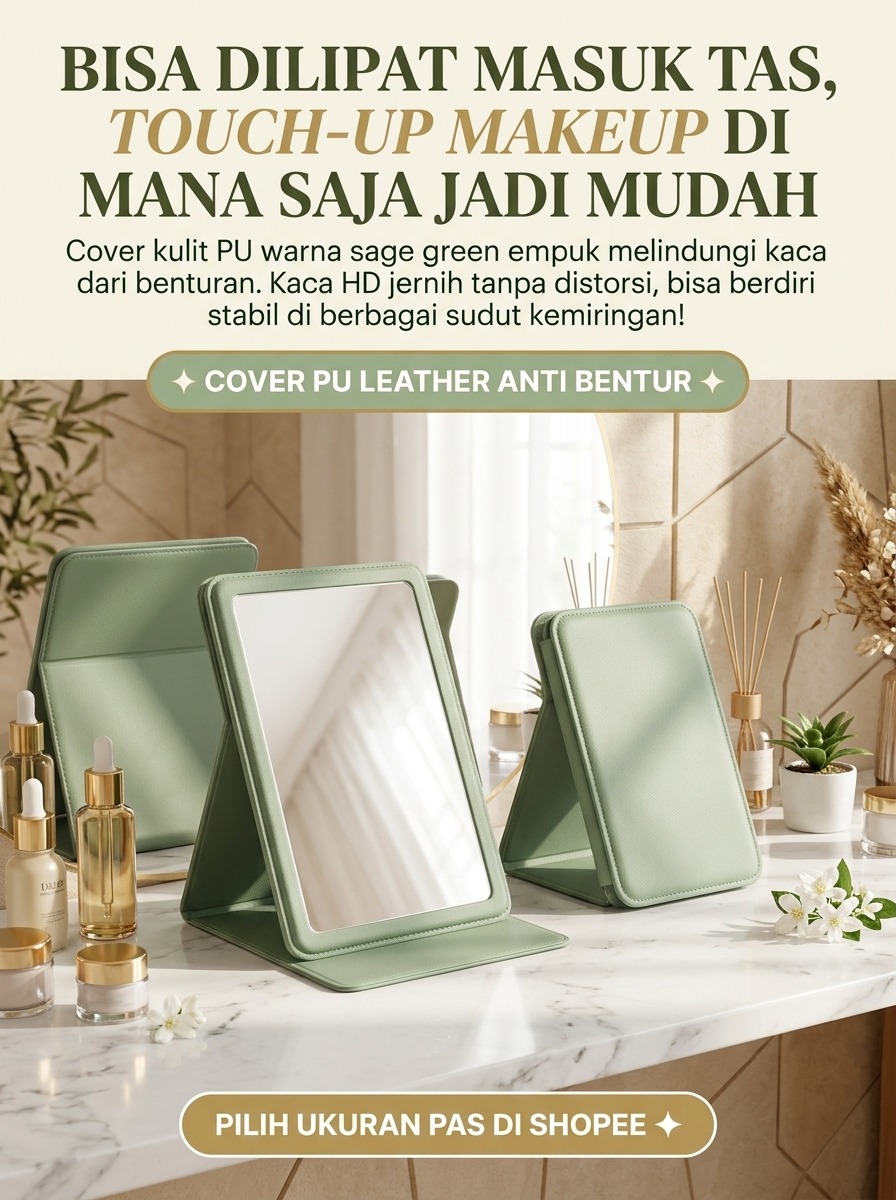 BISA DILIPAT MASUK TAS,
TOUCH-UP MAKEUP DI
MANA SAJA JADI MUDAH
Cover kulit PU warna sage green empuk melindungi kaca
dari benturan. Kaca HD jernih tanpa distorsi, bisa berdiri
stabil di berbagai sudut kemiringan!
✦ COVER PU LEATHER ANTI BENTUR ✦
PILIH UKURAN PAS DI SHOPEE ✦